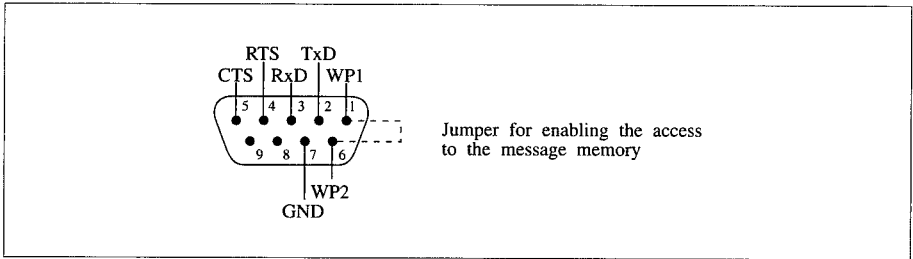 RTS TxD
CTS RxD WP1
5 4 3 2 1
Jumper for enabling the access
to the message memory
9 8 7 6
WP2
GND